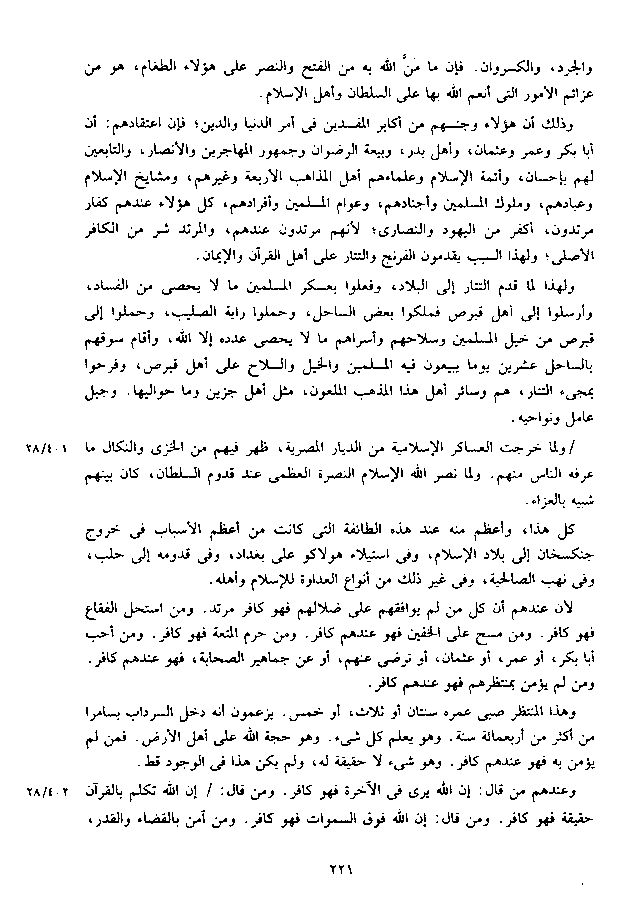 والجرد، والكسروان. فإن ما مَنَّ الله به من الفتح والنصر على هؤلاء الطغام، هو من
عزائم الأمور التى أنعم الله بها على السلطان وأهل الإسلام.
وذلك أن هؤلاء وجنسهم من أكابر المفسدين فى أمر الدنيا والدين؛ فإن اعتقادهم: أن
أبا بكر وعمر وعثمان، وأهل بدر، وبيعة الرضوان وجمهور المهاجرين والأنصار، والتابعين
لهم بإحسان، وأئمة الإسلام وعلماءهم أهل المذاهب الأربعة وغيرهم، ومشايخ الإسلام
وعبادهم، وملوك المسلمين وأجنادهم، وعوام المسلمين وأفرادهم، كل هؤلاء عندهم كفار
مرتدون، أكفر من اليهود والنصارى؛ لأنهم مرتدون عندهم، والمرتد شر من الكافر
الأصلى؛ ولهذا السبب يقدمون الفرنج والتتار على أهل القرآن والإيمان.
ولهذا لما قدم التتار إلى البلاد، وفعلوا بعسكر المسلمين ما لا يحصى من الفساد،
وأرسلوا إلى أهل قبرص فملكوا بعض الساحل، وحملوا راية الصليب، وحملوا إلى
قبرص من خيل المسلمين وسلاحهم وأسراهم ما لا يحصى عدده إلا الله، وأقام سوقهم
بالساحل عشرين يوما يبيعون فيه المسلمين والخيل والسلاح على أهل قبرص، وفرحوا
بمجىء التتار، هم وسائر أهل هذا المذهب الملعون، مثل أهل جزين وما حواليها. وجبل
عامل ونواحيه.
/ولما خرجت العساكر الإسلامية من الديار المصرية، ظهر فيهم من الخزى والنكال ما ٢٨/٤٠١
عرفه الناس منهم. ولما نصر الله الإسلام النصرة العظمى عند قدوم السلطان، كان بينهم
شبيه بالعزاء.
كل هذا، وأعظم منه عند هذه الطائفة التى كانت من أعظم الأسباب فى خروج
جنكسخان إلى بلاد الإسلام، وفى استيلاء هولاكو على بغداد، وفى قدومه إلى حلب،
وفى نهب الصالحية، وفى غير ذلك من أنواع العداوة للإسلام وأهله.
لأن عندهم أن كل من لم يوافقهم على ضلالهم فهو كافر مرتد. ومن استحل الفقاع
فهو كافر. ومن مسح على الخفين فهو عندهم كافر. ومن حرم المتعة فهو كافر. ومن أحب
أبا بكر، أو عمر، أو عثمان، أو ترضى عنهم، أو عن جماهير الصحابة، فهو عندهم كافر.
ومن لم يؤمن بمنتظرهم فهو عندهم كافر.
وهذا المنتظر صبى عمره سنتان أو ثلاث، أو خمس. يزعمون أنه دخل السرداب بسامرا
من أكثر من أربعمائة سنة. وهو يعلم كل شىء. وهو حجة الله على أهل الأرض. فمن لم
يؤمن به فهو عندهم كافر. وهو شىء لا حقيقة له، ولم يكن هذا فى الوجود قط.
وعندهم من قال: إن الله يرى فى الآخرة فهو كافر. ومن قال: / إن الله تكلم بالقرآن ٢٨/٤٠٢
حقيقة فهو كافر. ومن قال: إن الله فوق السموات فهو كافر. ومن آمن بالقضاء والقدر،
٢٢١